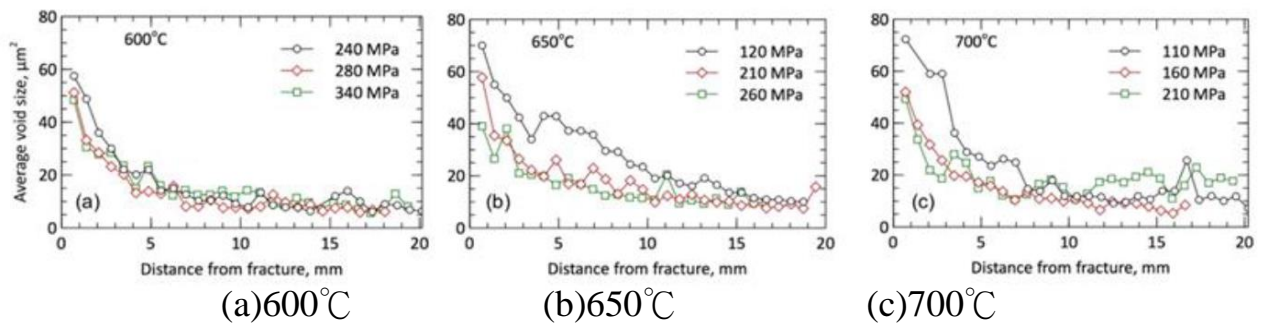 80
60
40
20
0
Average void size, μm²
600°C
240 MPa
280 MPa
340 MPa
(a)
0 5 10 15 20
Distance from fracture, mm
80
60
40
20
0
650°C
120 MPa
210 MPa
260 MPa
(b)
0 5 10 15 20
Distance from fracture, mm
80
60
40
20
0
700°C
110 MPa
160 MPa
210 MPa
(c)
0 5 10 15 20
Distance from fracture, mm
(a)600℃ (b)650℃ (c)700℃